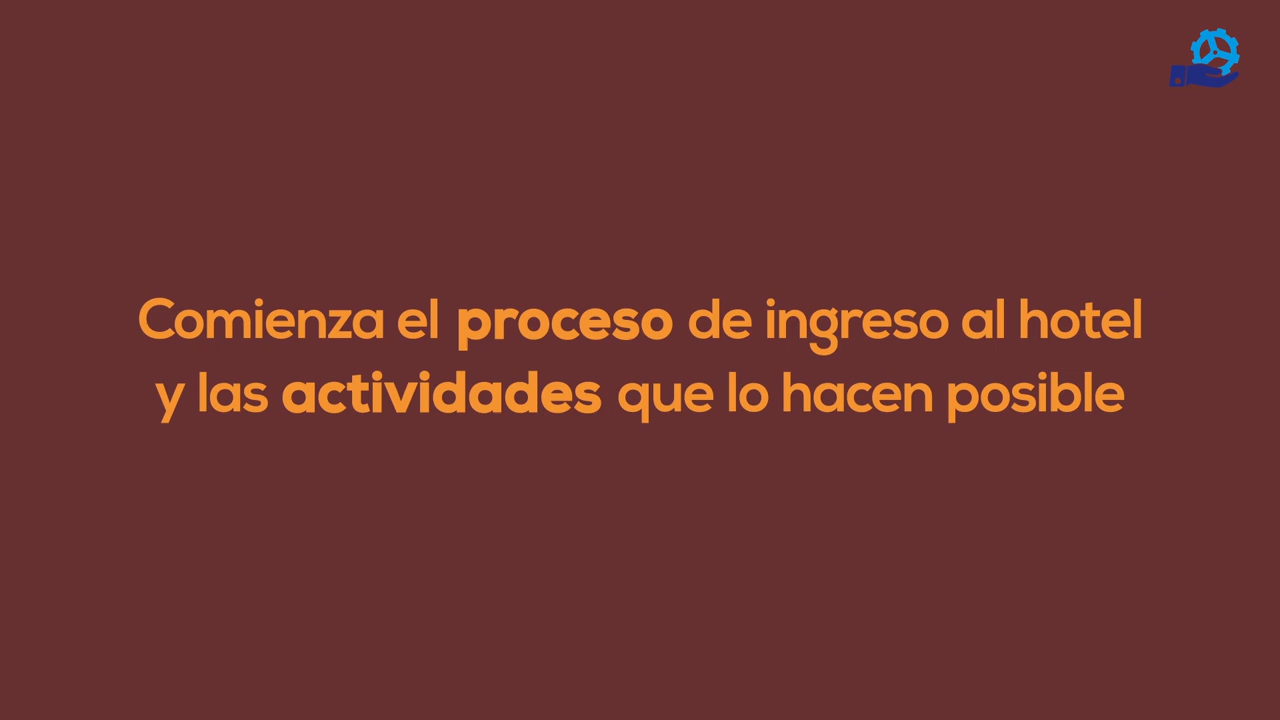 Comienza el proceso de ingreso al hotel
y las actividades que lo hacen posible